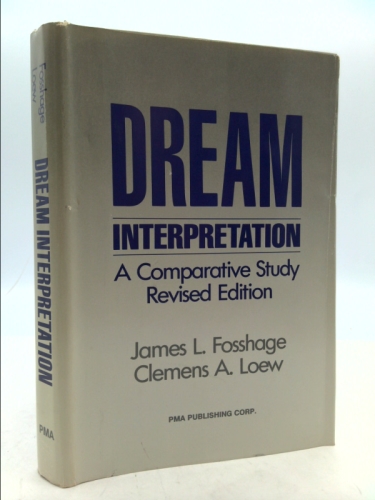 Fosshage
Loew
DREAM INTERPRETATION
PMA
DREAM
INTERPRETATION
A Comparative Study
Revised Edition
James L. Fosshage
Clemens A. Loew
PMA PUBLISHING CORP.